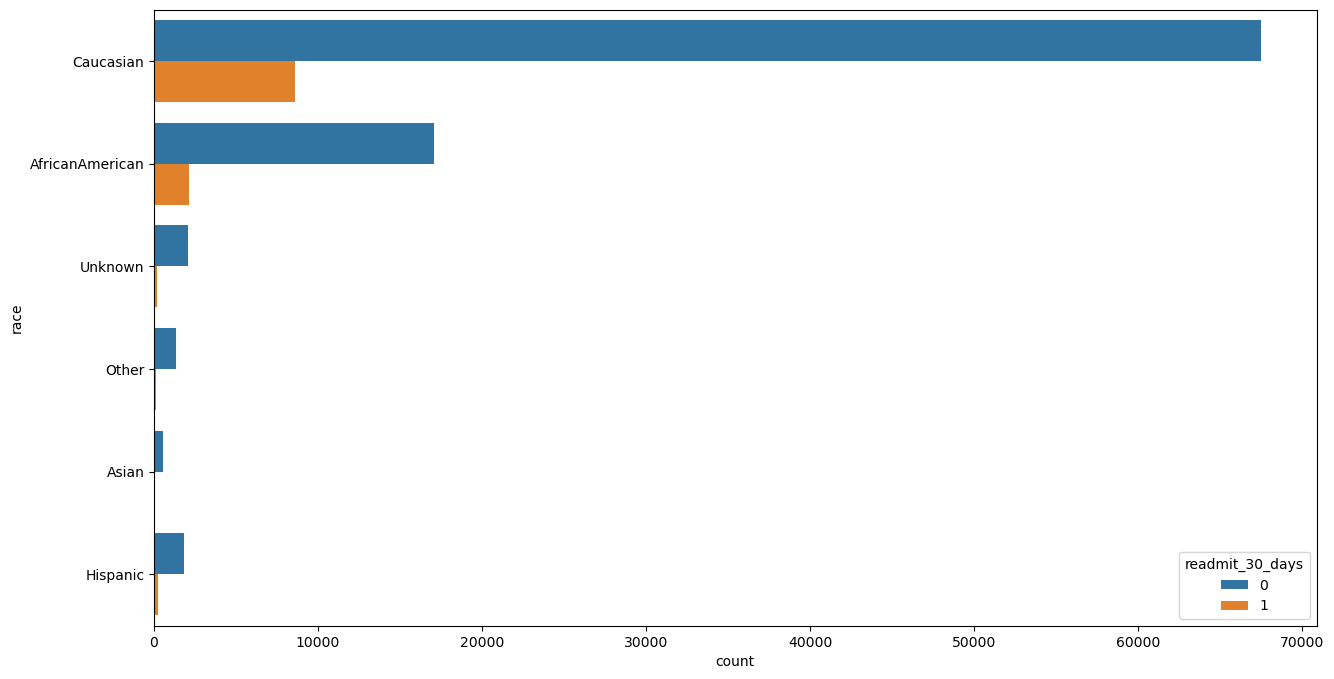 Caucasian
AfricanAmerican
Unknown
Other
Asian
Hispanic
race
0 10000 20000 30000 40000 50000 60000 70000
count
readmit_30_days
0
1